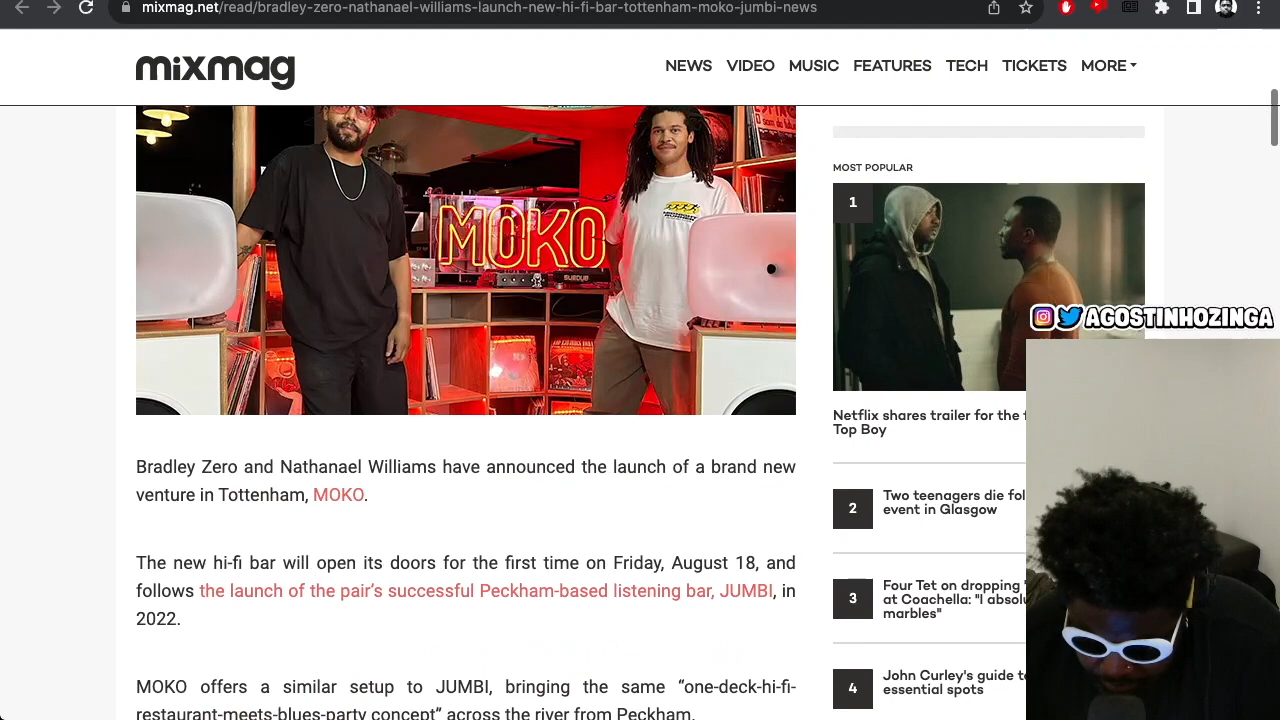 mixmag.net/read/bradley-zero-nathanael-williams-launch-new-hi-fi-bar-tottenham-moko-jumbi-news
mixmag
NEWS VIDEO MUSIC FEATURES TECH TICKETS MORE
MOKO
MOST POPULAR
1
AGOSTINHOZINGA
Netflix shares trailer for the f
Top Boy
Bradley Zero and Nathanael Williams have announced the launch of a brand new
venture in Tottenham, MOKO.
2
Two teenagers die fol
event in Glasgow
The new hi-fi bar will open its doors for the first time on Friday, August 18, and
follows the launch of the pair’s successful Peckham-based listening bar, JUMBI, in
2022.
3
Four Tet on dropping '
at Coachella: "I absolu
marbles"
MOKO offers a similar setup to JUMBI, bringing the same “one-deck-hi-fi-
restaurant-meets-blues-party concept” across the river from Peckham.
4
John Curley's guide to
essential spots